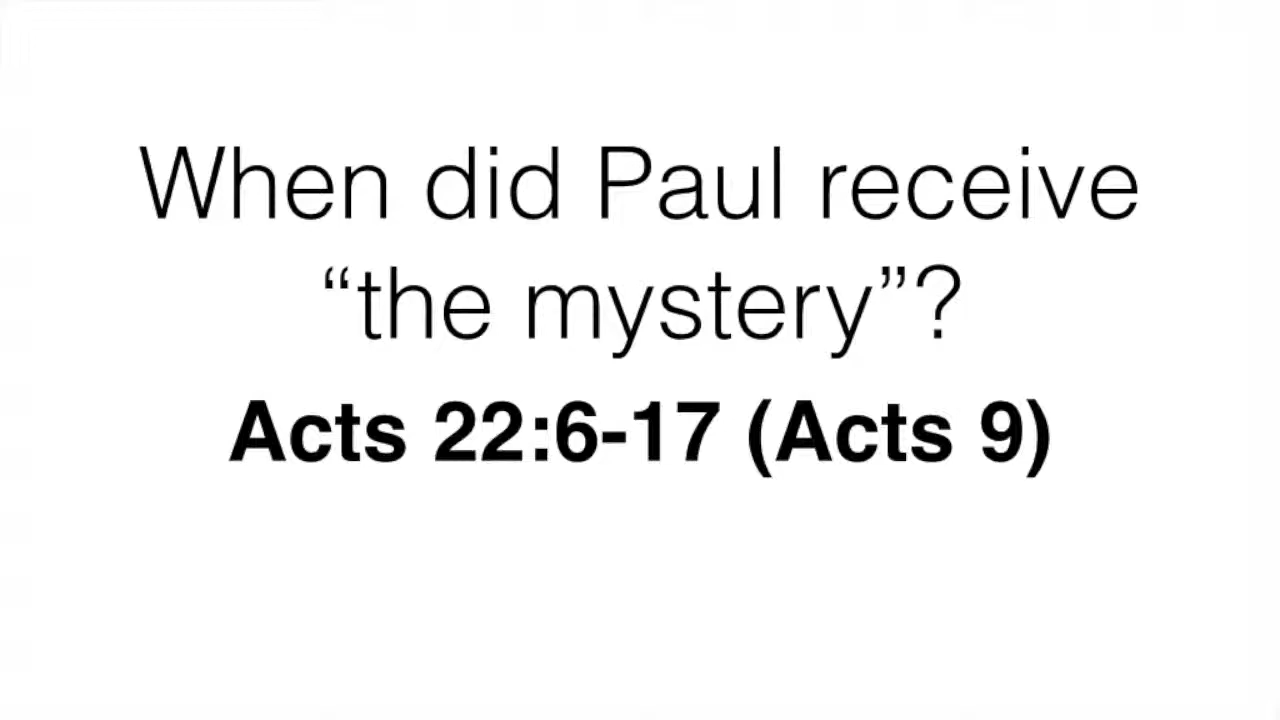 When did Paul receive
“the mystery”?
Acts 22:6-17 (Acts 9)